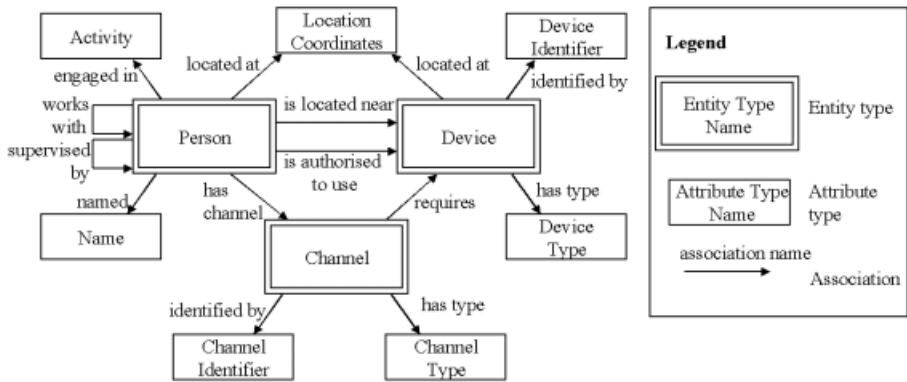 Activity
Location
Coordinates
Device
Identifier
engaged in
located at
located at
identified by
works
with
supervised
by
Person
is located near
is authorised
to use
Device
named
has
channel
requires
has type
Name
Channel
Device
Type
identified by
has type
Channel
Identifier
Channel
Type
Legend
Entity Type
Name
Entity type
Attribute Type
Name
Attribute
type
association name
Association